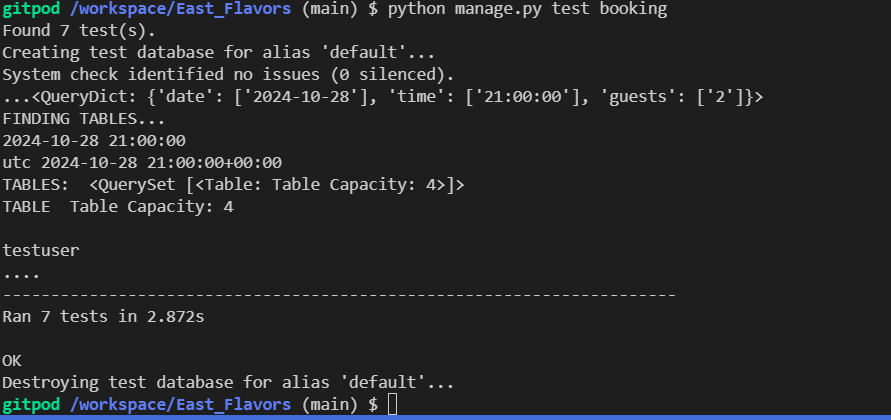 gitpod /workspace/East_Flavors (main) $ python manage.py test booking
Found 7 test(s).
Creating test database for alias 'default'...
System check identified no issues (0 silenced).
...<QueryDict: {'date': ['2024-10-28'], 'time': ['21:00:00'], 'guests': ['2']}>
FINDING TABLES...
2024-10-28 21:00:00
utc 2024-10-28 21:00:00+00:00
TABLES:  <QuerySet [<Table: Table Capacity: 4>]>
TABLE  Table Capacity: 4

testuser
....
----------------------------------------------------------------------
Ran 7 tests in 2.872s

OK
Destroying test database for alias 'default'...
gitpod /workspace/East_Flavors (main) $